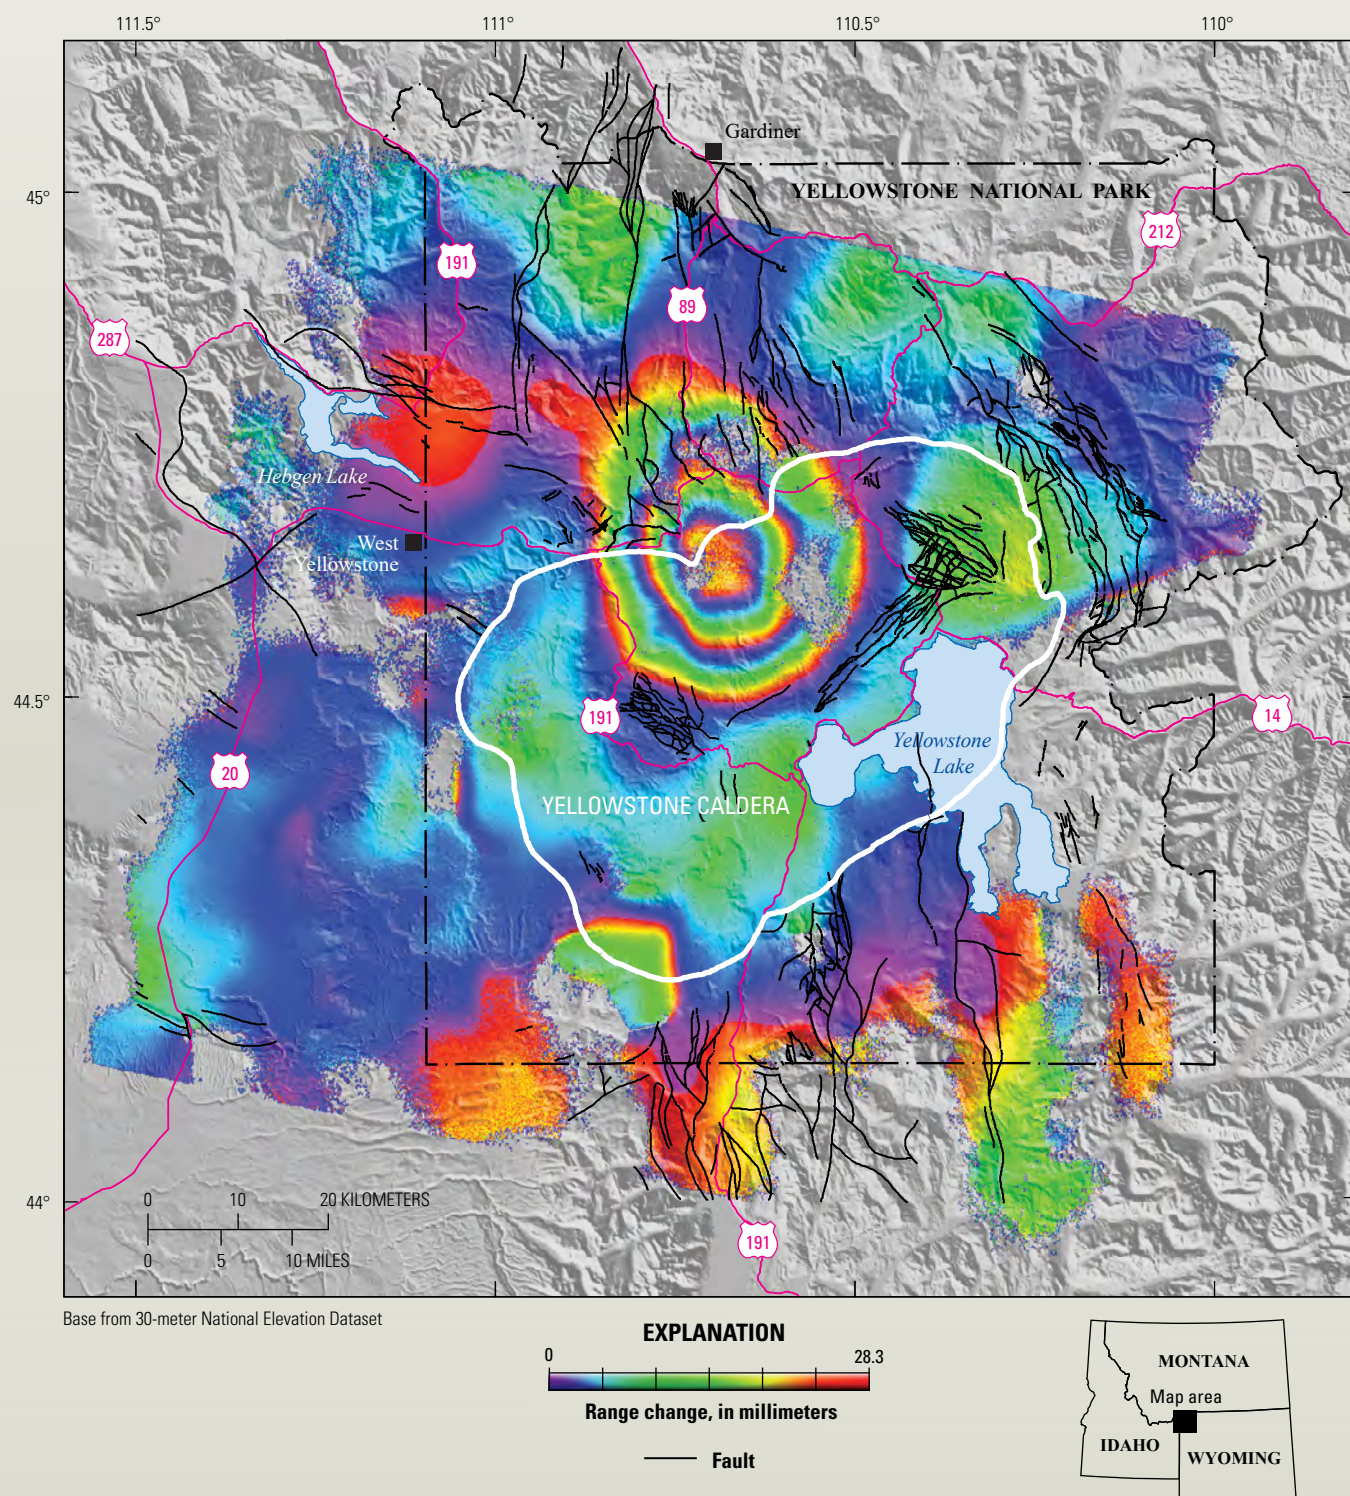 111.5°
111°
110.5°
110°
Gardiner
45°
YELLOWSTONE NATIONAL PARK
212
191
89
287
Hebgen Lake
West
Yellowstone
44.5°
191
14
Yellowstone
Lake
20
YELLOWSTONE CALDERA
44°
0 10 20 KILOMETERS
0 5 10 MILES
191
Base from 30-meter National Elevation Dataset
EXPLANATION
0 28.3
Range change, in millimeters
Fault
MONTANA
Map area
IDAHO
WYOMING